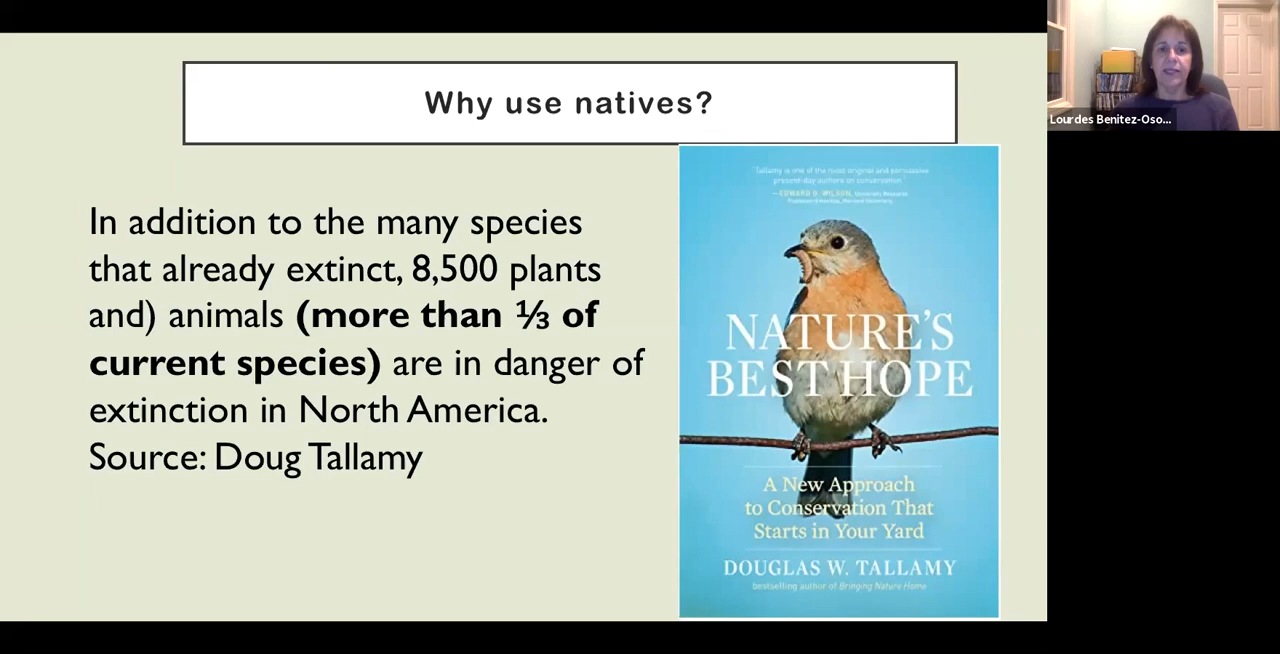 Why use natives?
Lourdes Benitez-Oso...
In addition to the many species
that already extinct, 8,500 plants
and) animals (more than ⅓ of
current species) are in danger of
extinction in North America.
Source: Doug Tallamy
"Tallamy is one of the most original and persuasive
present-day authors on conservation."
—EDWARD O. WILSON, University Research
Professor Emeritus, Harvard University
NATURE'S
BEST HOPE
A New Approach
to Conservation That
Starts in Your Yard
DOUGLAS W. TALLAMY
bestselling author of Bringing Nature Home